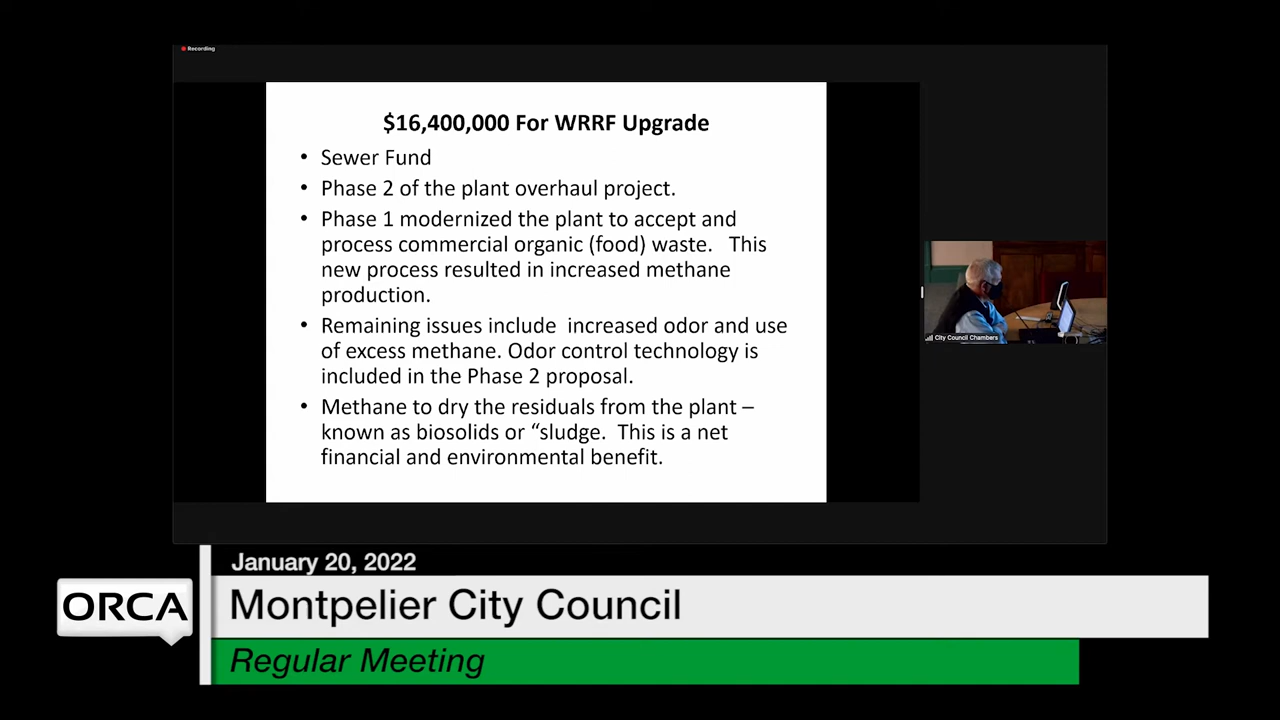 Recording
$16,400,000 For WRRF Upgrade
• Sewer Fund
• Phase 2 of the plant overhaul project.
• Phase 1 modernized the plant to accept and
process commercial organic (food) waste.   This
new process resulted in increased methane
production.
• Remaining issues include  increased odor and use
of excess methane. Odor control technology is
included in the Phase 2 proposal.
• Methane to dry the residuals from the plant –
known as biosolids or “sludge.  This is a net
financial and environmental benefit.
City Council Chambers
January 20, 2022
ORCA
Montpelier City Council
Regular Meeting